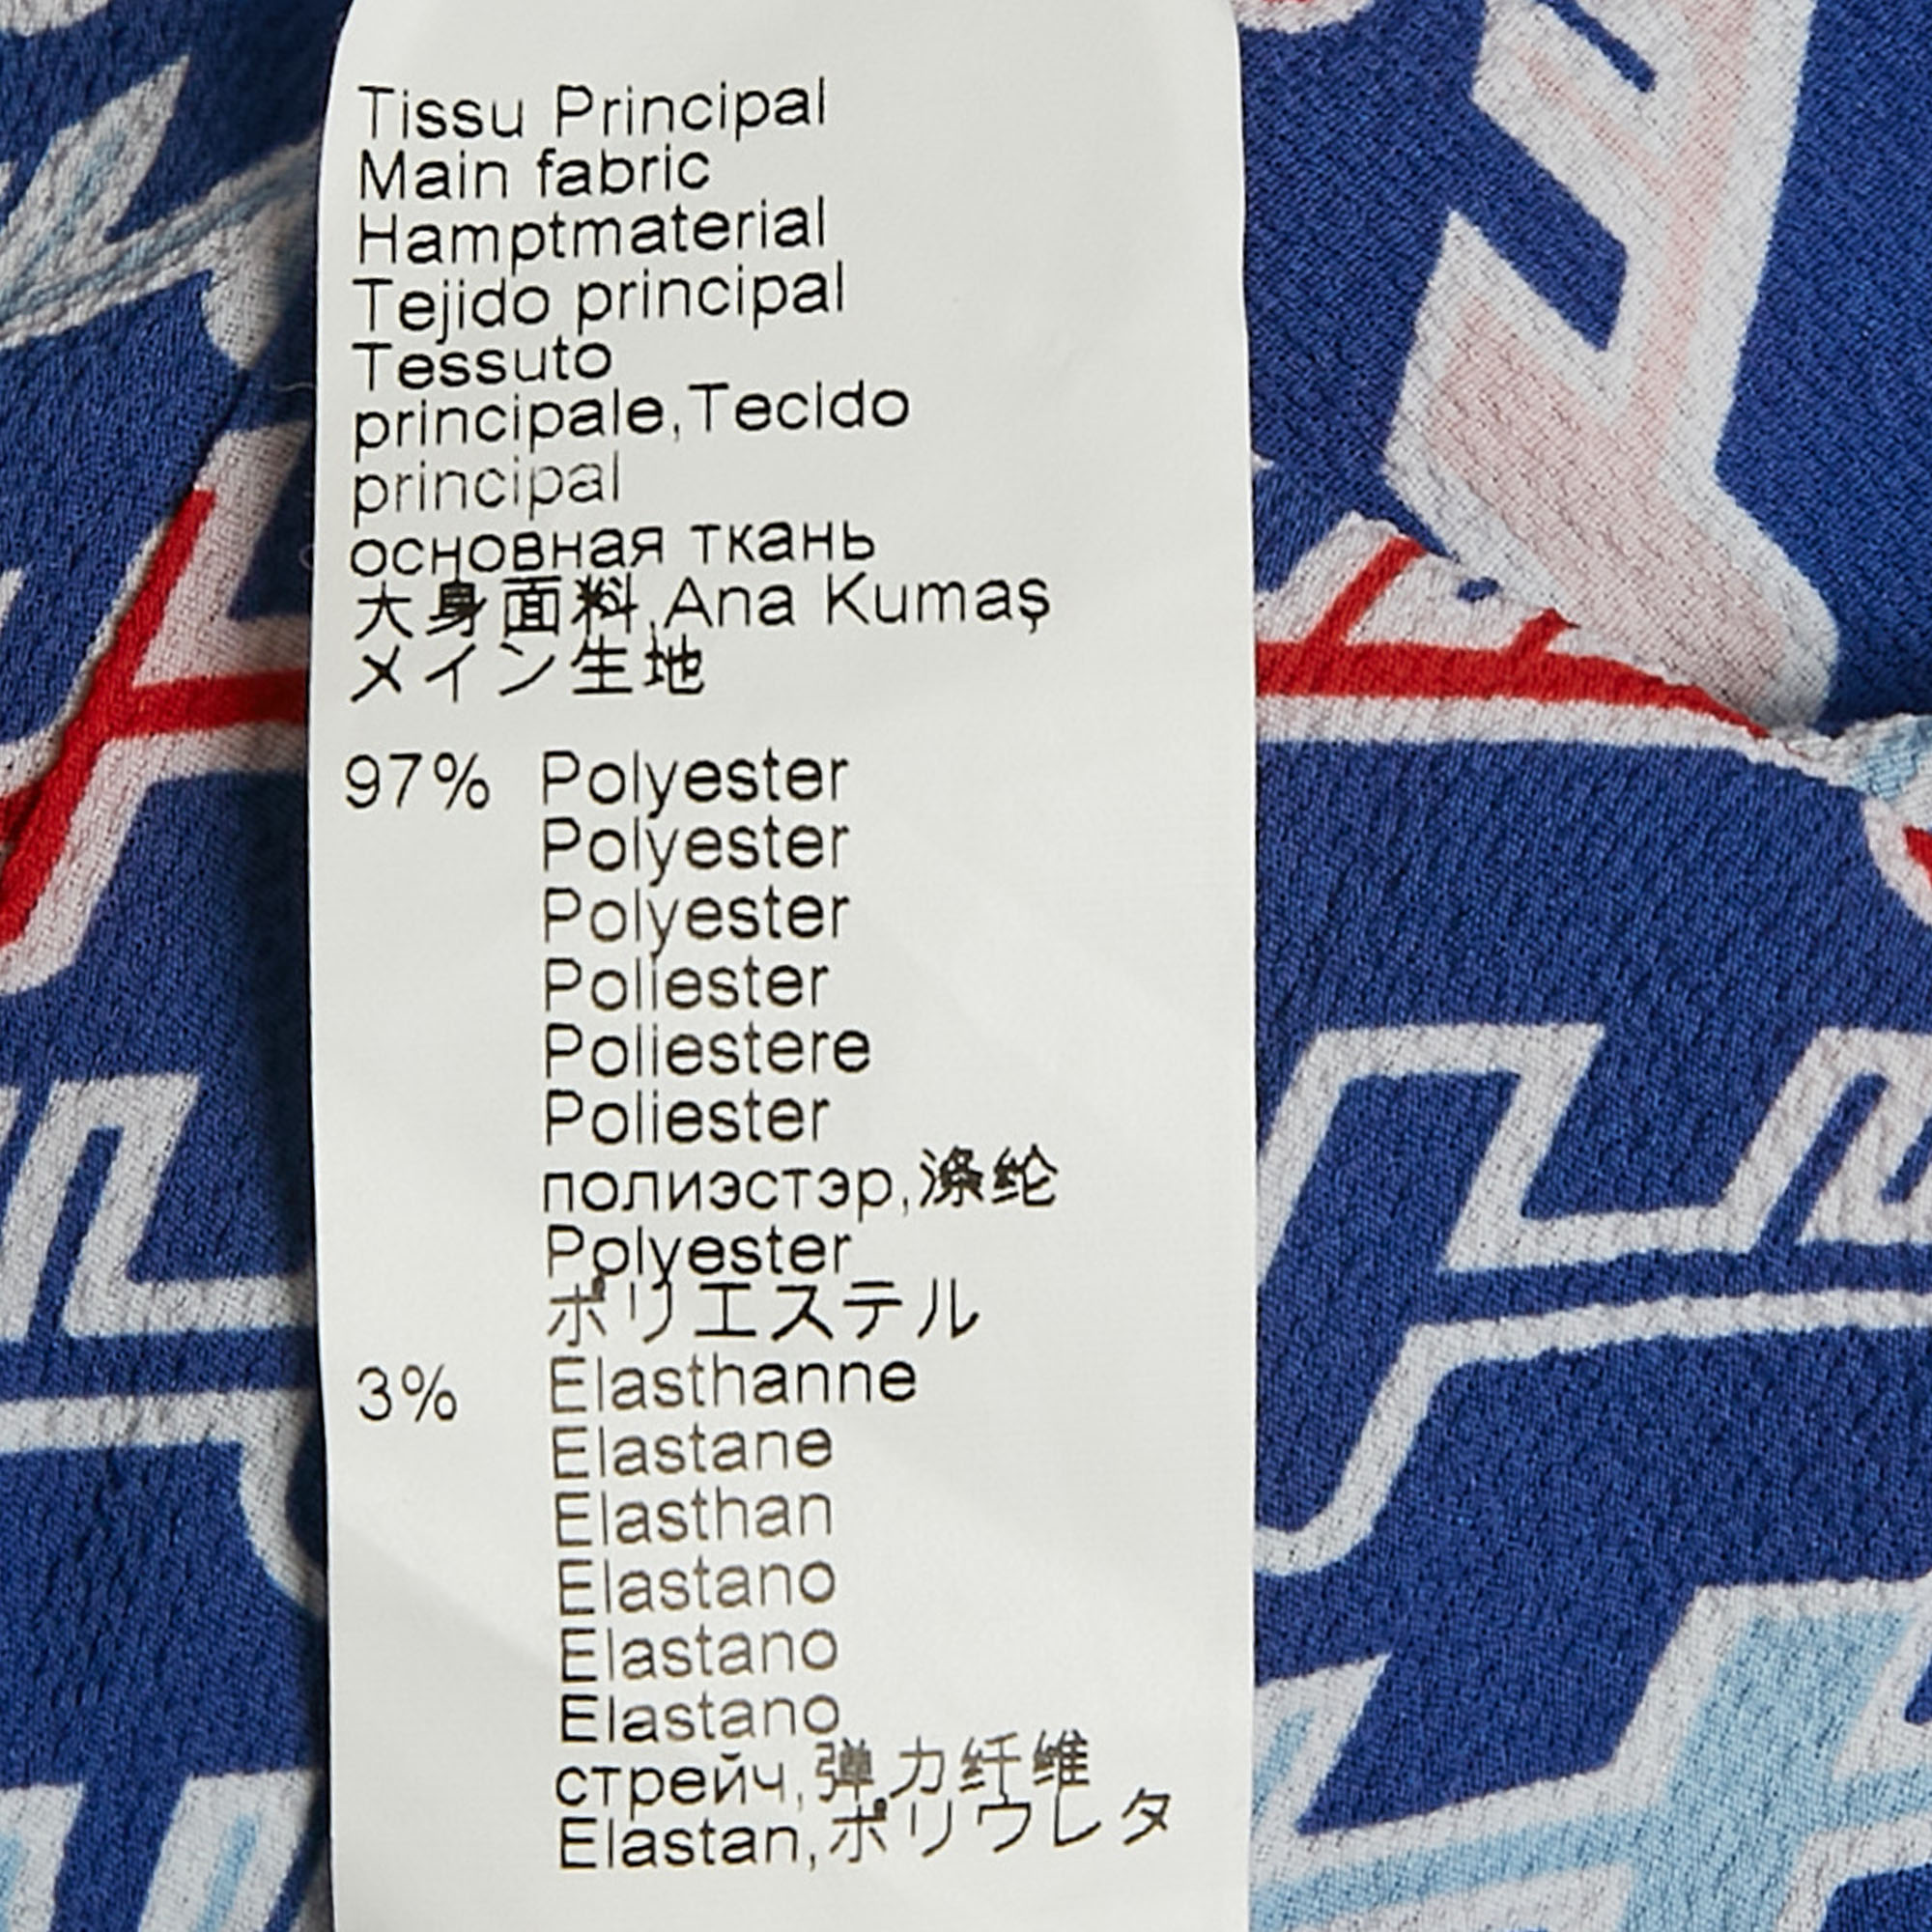 Tissu Principal
Main fabric
Hamptmaterial
Tejido principal
Tessuto
principale,Tecldo
principal
основная ткань
大身面料,Ana Kumaş
メイン生地
97% Polyester
Polyester
Polyester
Poliester
Poliestere
Poliester
полиэстэр,涤纶
Polyester
ポリエステル
3% Elasthanne
Elastane
Elasthan
Elastano
Elastano
Elastano
стрейч,弹力纤维
Elastan,ポリウレタ